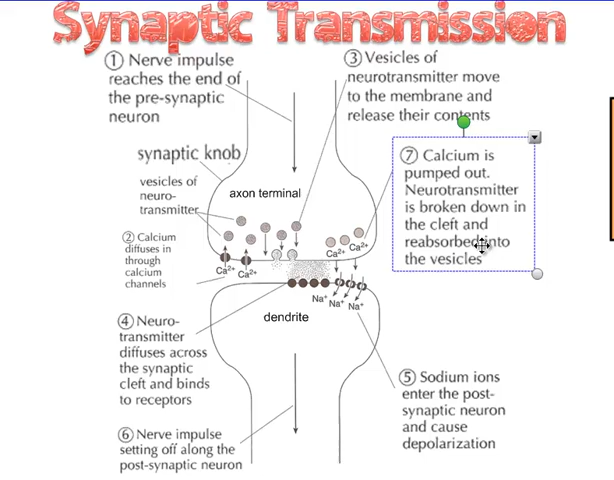 Synaptic Transmission
① Nerve impulse
reaches the end of
the pre-synaptic
neuron
③ Vesicles of
neurotransmitter move
to the membrane and
release their contents
synaptic knob
vesicles of
neuro-
transmitter
axon terminal
⑦ Calcium is
pumped out.
Neurotransmitter
is broken down in
the cleft and
reabsorbed into
the vesicles
② Calcium
diffuses in
through
calcium
channels
Ca2+
Ca2+
Ca2+
Ca2+
Na+
Na+
Na+
dendrite
④ Neuro-
transmitter
diffuses across
the synaptic
cleft and binds
to receptors
⑤ Sodium ions
enter the post-
synaptic neuron
and cause
depolarization
⑥ Nerve impulse
setting off along the
post-synaptic neuron